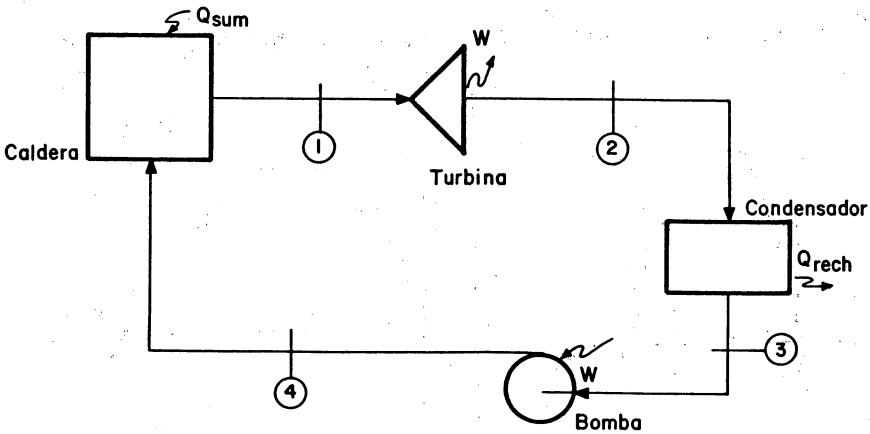 Qsum
W
Caldera
1
Turbina
2
Condensador
Qrech
3
4
W
Bomba